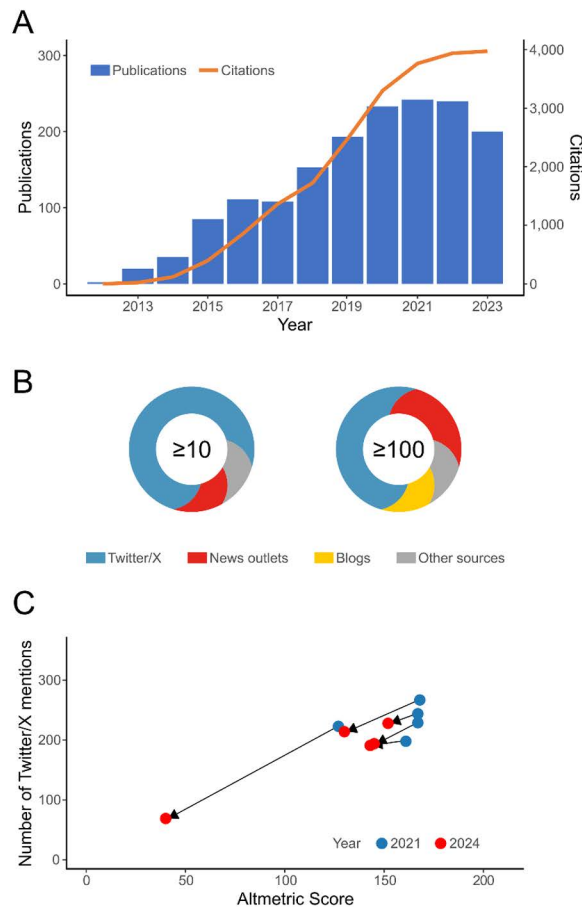 A
Publications
Citations
300
200
100
0
Publications
4,000
3,000
2,000
1,000
0
Citations
2013 2015 2017 2019 2021 2023
Year
B
≥10
≥100
Twitter/X News outlets Blogs Other sources
C
Number of Twitter/X mentions
300
200
100
0
Year 2021 2024
0 50 100 150 200
Altmetric Score